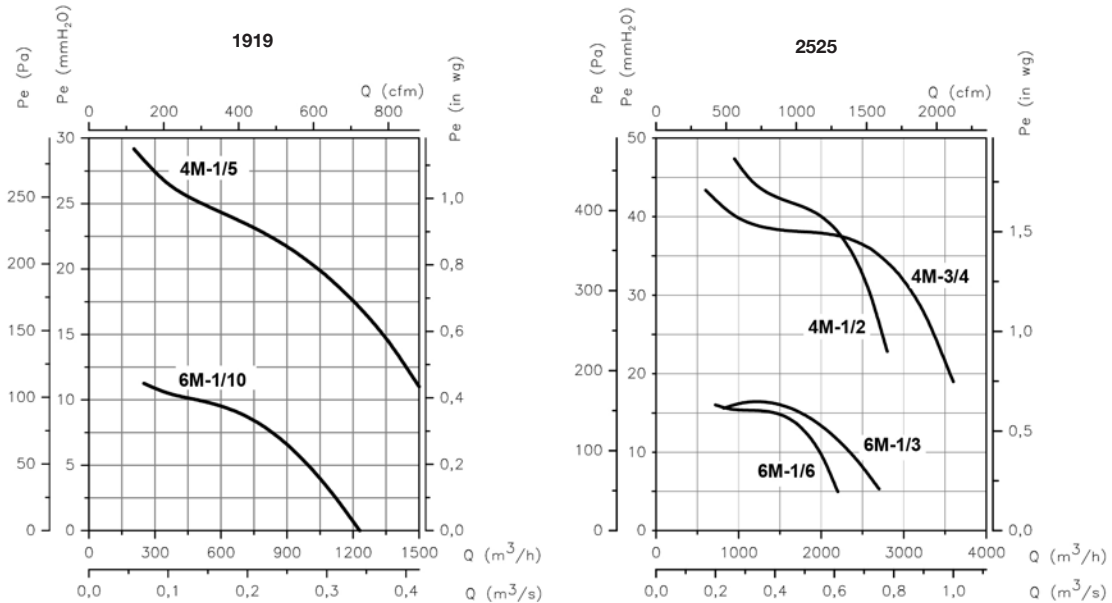 1919
Pe (Pa)
Pe (mmH2O)
Q (cfm)
Pe (in wg)
0 200 400 600 800
30
25
20
15
10
5
0
250
200
150
100
50
0
1,0
0,8
0,6
0,4
0,2
0,0
4M-1/5
6M-1/10
0 300 600 900 1200 1500 Q (m³/h)
0,0 0,1 0,2 0,3 0,4 Q (m³/s)
2525
Pe (Pa)
Pe (mmH2O)
Q (cfm)
Pe (in wg)
0 500 1000 1500 2000
50
40
30
20
10
0
400
300
200
100
0
1,5
1,0
0,5
0,0
4M-3/4
4M-1/2
6M-1/3
6M-1/6
0 1000 2000 3000 4000 Q (m³/h)
0,0 0,2 0,4 0,6 0,8 1,0 Q (m³/s)